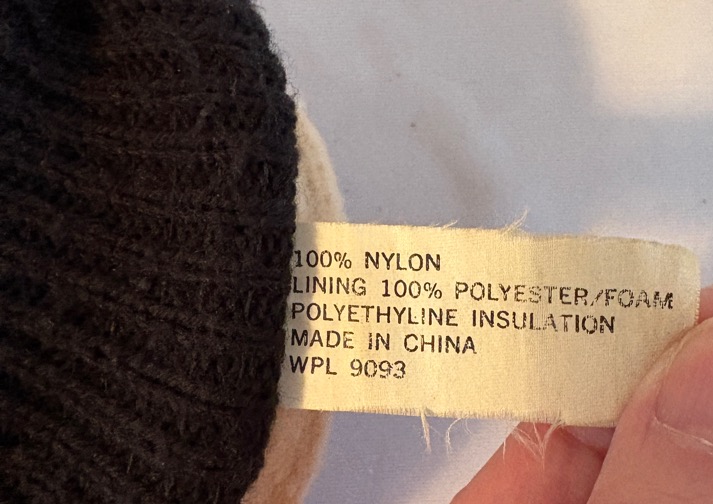 100% NYLON
LINING 100% POLYESTER/FOAM
POLYETHYLINE INSULATION
MADE IN CHINA
WPL 9093